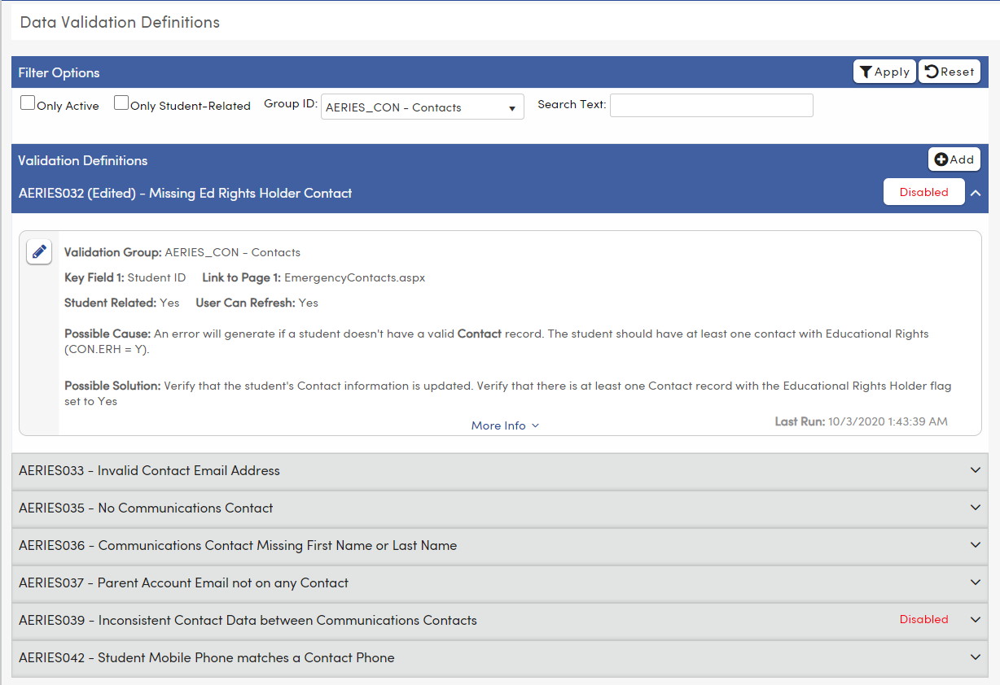 Data Validation Definitions
Filter Options
Apply
Reset
Only Active
Only Student-Related
Group ID:
AERIES_CON - Contacts
Search Text:
Validation Definitions
Add
AERIES032 (Edited) - Missing Ed Rights Holder Contact
Disabled
Validation Group: AERIES_CON - Contacts
Key Field 1: Student ID Link to Page 1: EmergencyContacts.aspx
Student Related: Yes User Can Refresh: Yes
Possible Cause: An error will generate if a student doesn't have a valid Contact record. The student should have at least one contact with Educational Rights
(CON.ERH = Y).
Possible Solution: Verify that the student's Contact information is updated. Verify that there is at least one Contact record with the Educational Rights Holder flag
set to Yes
More Info
Last Run: 10/3/2020 1:43:39 AM
AERIES033 - Invalid Contact Email Address
AERIES035 - No Communications Contact
AERIES036 - Communications Contact Missing First Name or Last Name
AERIES037 - Parent Account Email not on any Contact
AERIES039 - Inconsistent Contact Data between Communications Contacts
Disabled
AERIES042 - Student Mobile Phone matches a Contact Phone